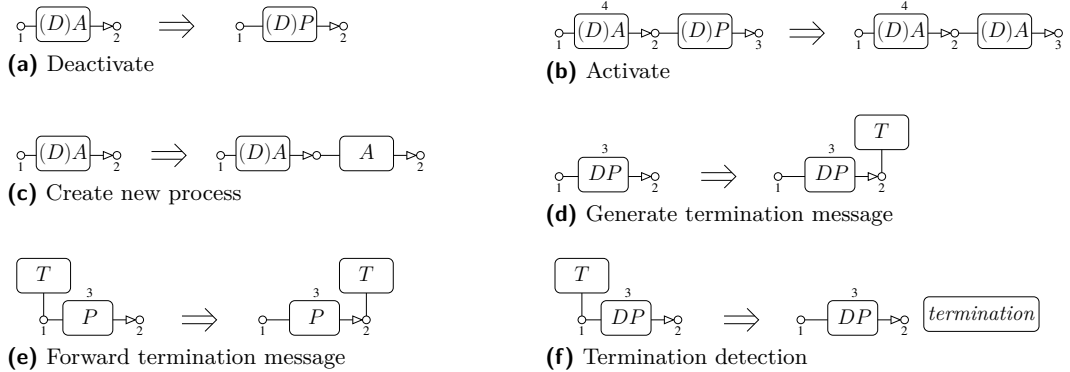 (D)A (D)P
1 2 1 2
(a) Deactivate
4 4
(D)A (D)P (D)A (D)A
1 2 3 1 2 3
(b) Activate
(D)A (D)A A
1 2 1 2
(c) Create new process
T
3 3
DP DP
1 2 1 2
(d) Generate termination message
T T
3 3
P P
1 2 1 2
(e) Forward termination message
T
3 3
DP DP termination
1 2 1 2
(f) Termination detection